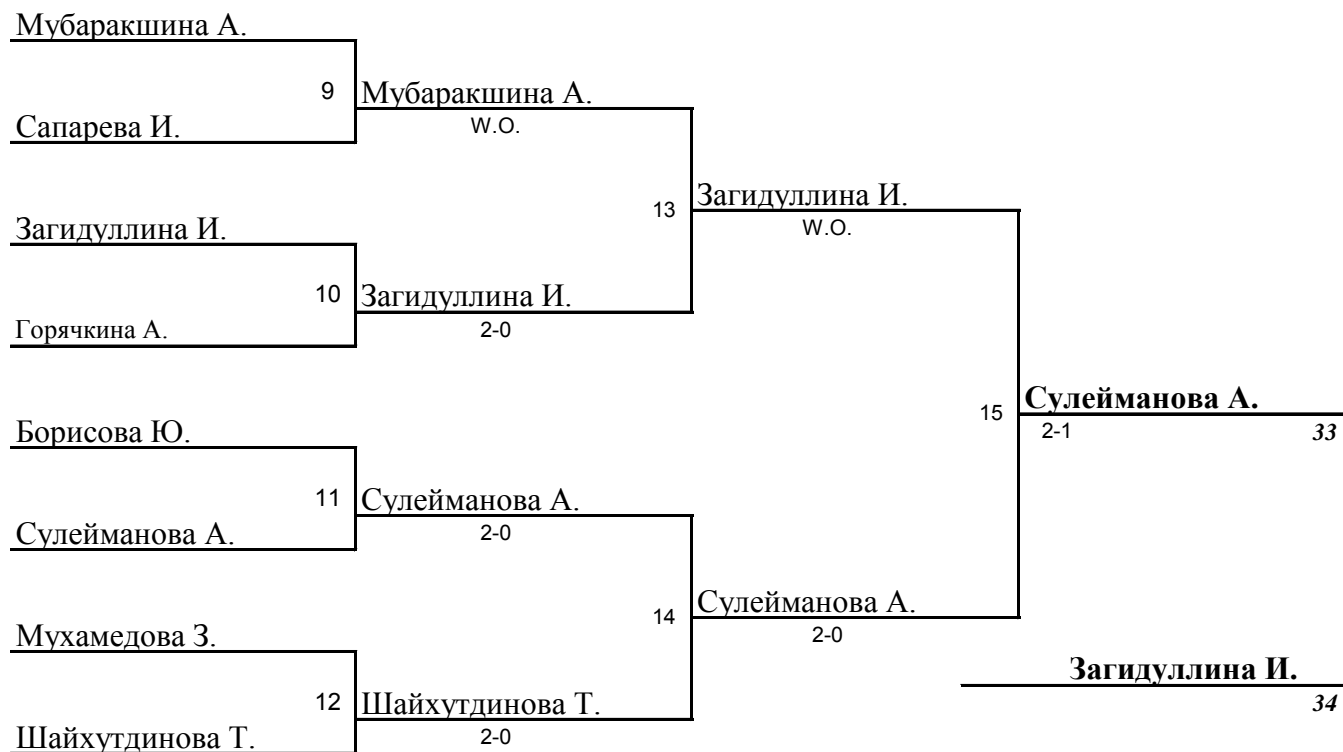 Мубаракшина А.
9 Мубаракшина А.
Сапарева И.
W.O.
13 Загидуллина И.
W.O.
Загидуллина И.
10 Загидуллина И.
Горячкина А.
2-0
15 Сулейманова А.
2-1 33
Борисова Ю.
11 Сулейманова А.
Сулейманова А.
2-0
14 Сулейманова А.
2-0
Мухамедова З.
Загидуллина И.
34
12 Шайхутдинова Т.
Шайхутдинова Т.
2-0